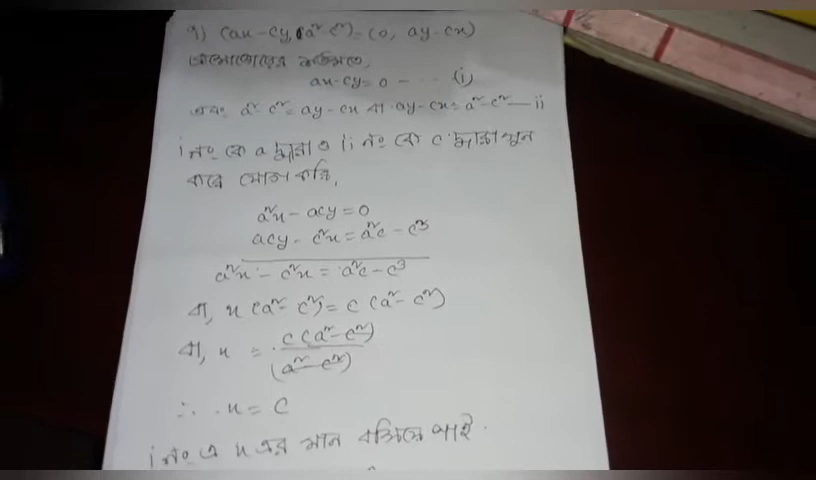 ৭) (ax-cy, a²-c²)=(0, ay-cx)
ক্রমজোড়ের শর্তমতে,
ax-cy=0 --- (i)
এবং a²-c²=ay-cx বা ay-cx=a²-c² — ii
i নং কে a দ্বারা ও ii নং কে c দ্বারা গুন
করে যোগ করি,
a²x - acy = 0
acy - c²x = a²c - c³
a²x - c²x = a²c - c³
বা, x(a²-c²) = c(a²-c²)
বা, x = c(a²-c²)/(a²-c²)
∴ x = c
i নং এ x এর মান বসিয়ে পাই